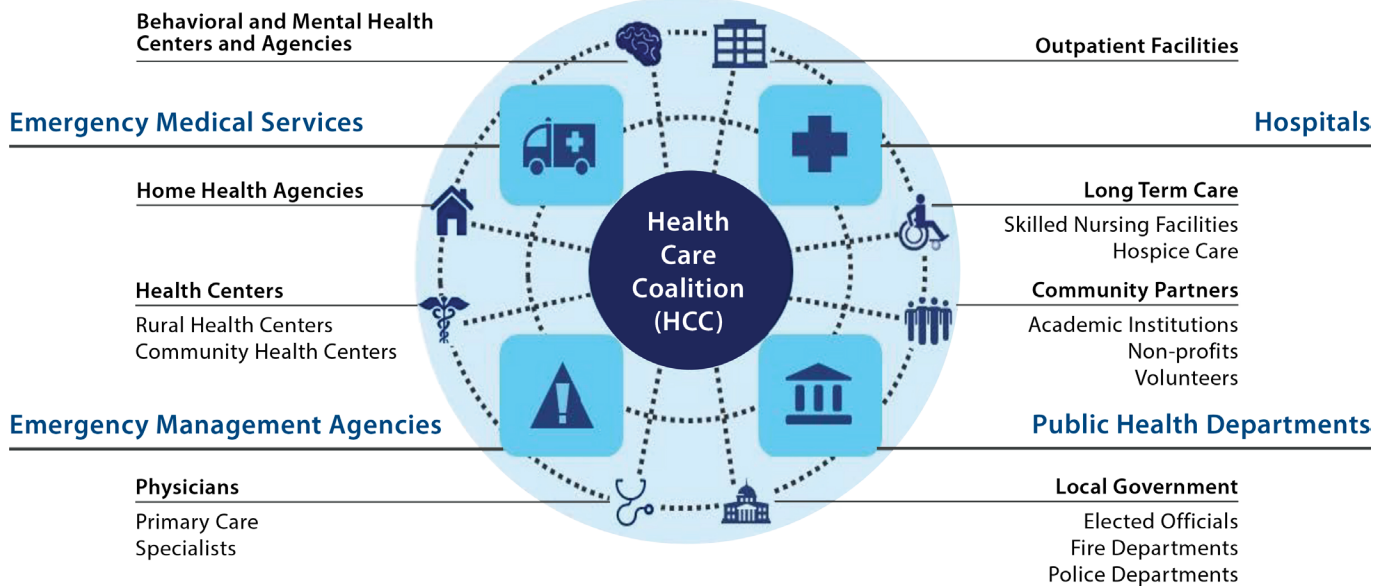 Behavioral and Mental Health
Centers and Agencies
Outpatient Facilities
Emergency Medical Services
Hospitals
Home Health Agencies
Long Term Care
Skilled Nursing Facilities
Hospice Care
Health
Care
Coalition
(HCC)
Health Centers
Rural Health Centers
Community Health Centers
Community Partners
Academic Institutions
Non-profits
Volunteers
Emergency Management Agencies
Public Health Departments
Physicians
Primary Care
Specialists
Local Government
Elected Officials
Fire Departments
Police Departments